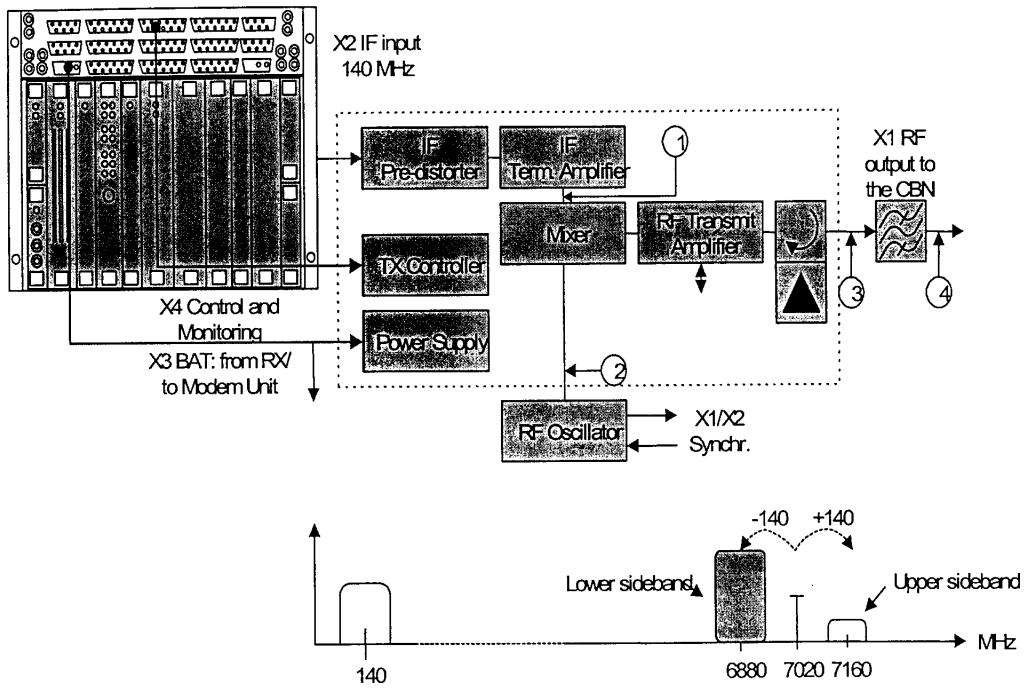 X2 IF input
140 MHz
IF
Pre-distorter
IF
Term. Amplifier
1
X1 RF
output to
the CBN
Mixer
RF Transmit
Amplifier
TX Controller
3
4
X4 Control and
Monitoring
Power Supply
X3 BAT: from RX/
to Modem Unit
2
RF Oscillator
X1/X2
Synchr.
-140
+140
Lower sideband
Upper sideband
MHz
140
6880
7020
7160